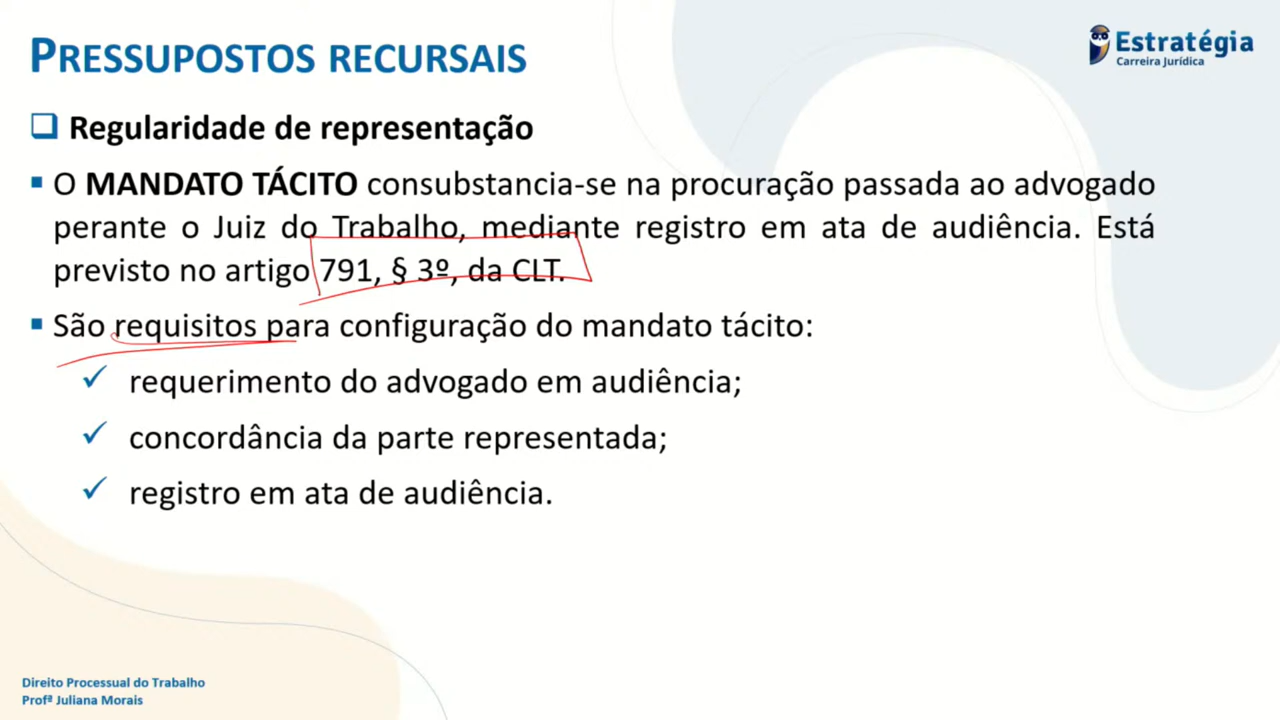 PRESSUPOSTOS RECURSAIS
Estratégia
Carreira Jurídica
Regularidade de representação
O MANDATO TÁCITO consubstancia-se na procuração passada ao advogado
perante o Juiz do Trabalho, mediante registro em ata de audiência. Está
previsto no artigo 791, § 3º, da CLT.
São requisitos para configuração do mandato tácito:
requerimento do advogado em audiência;
concordância da parte representada;
registro em ata de audiência.
Direito Processual do Trabalho
Profª Juliana Morais